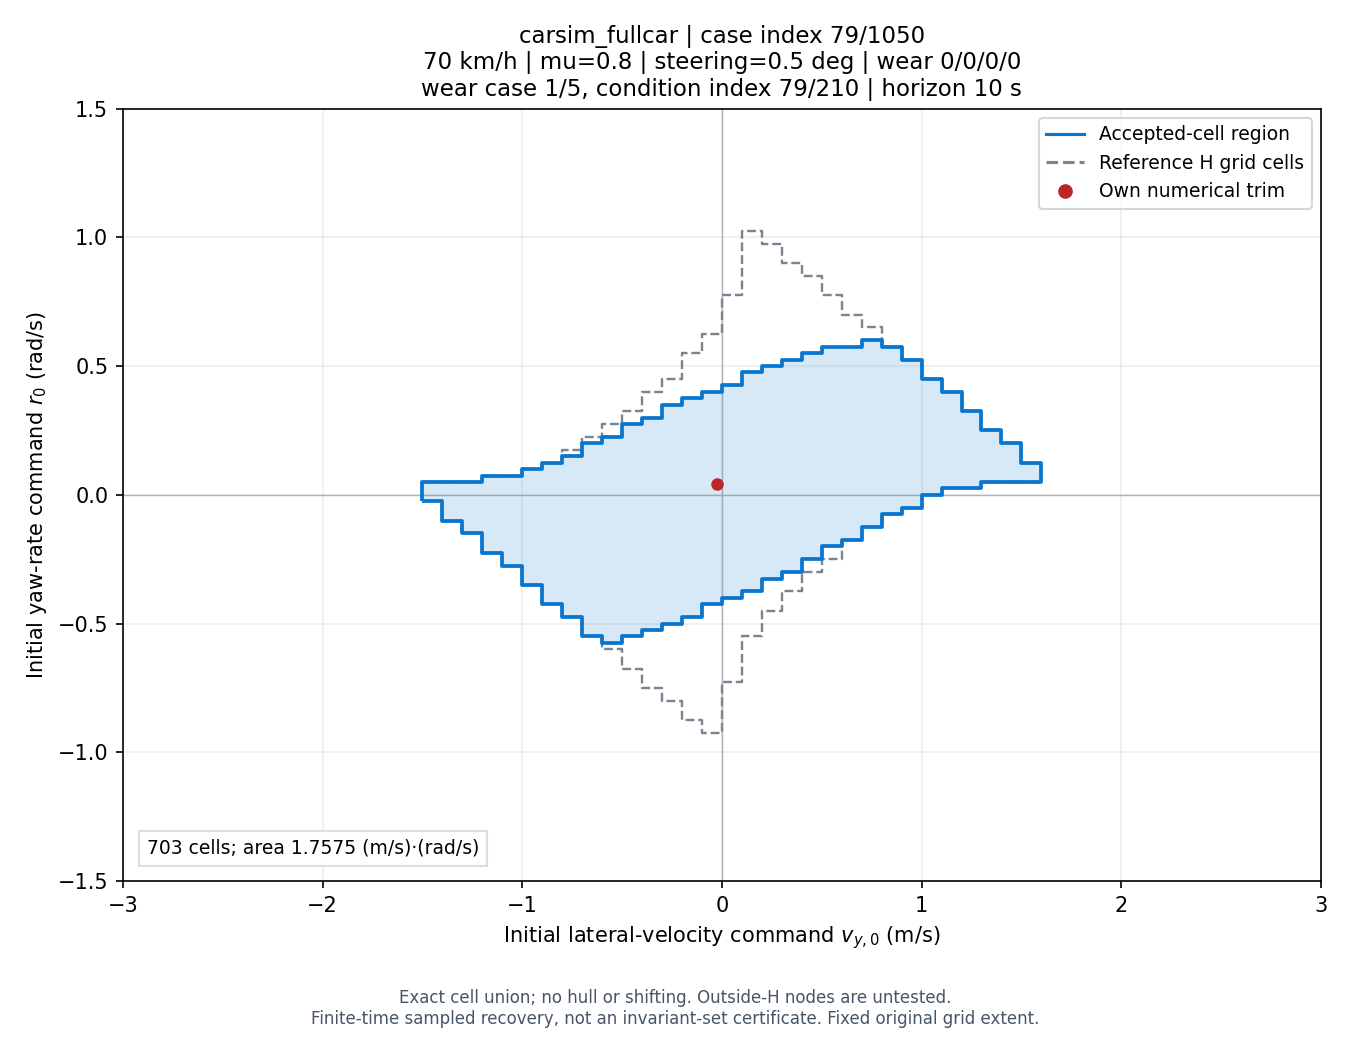 carsim_fullcar | case index 79/1050
70 km/h | mu=0.8 | steering=0.5 deg | wear 0/0/0/0
wear case 1/5, condition index 79/210 | horizon 10 s
Accepted-cell region
Reference H grid cells
Own numerical trim
1.5
1.0
0.5
0.0
−0.5
−1.0
−1.5
Initial yaw-rate command r₀ (rad/s)
703 cells; area 1.7575 (m/s)·(rad/s)
−3
−2
−1
0
1
2
3
Initial lateral-velocity command v_{y,0} (m/s)
Exact cell union; no hull or shifting. Outside-H nodes are untested.
Finite-time sampled recovery, not an invariant-set certificate. Fixed original grid extent.